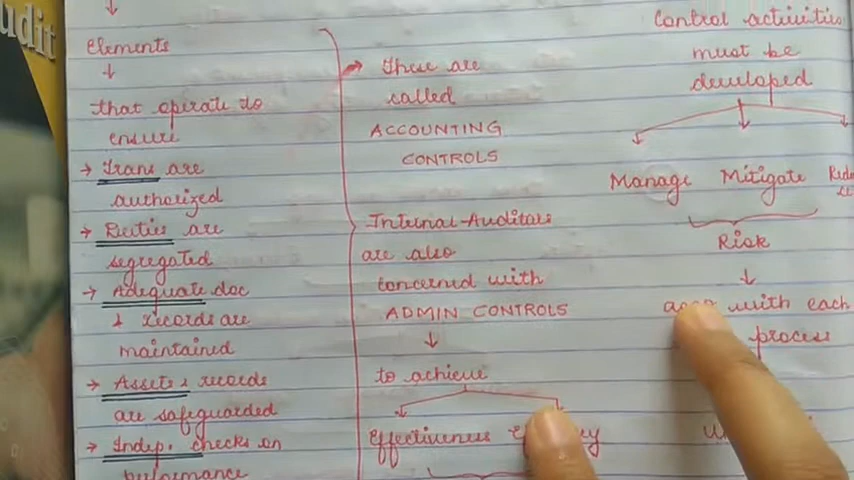 udit
Elements
↓
that operate to
ensure
→ Trans are
authorized
→ Duties are
segregated
→ Adequate doc
& records are
maintained
→ Assets & records
are safeguarded
→ Indep. checks on
performance
→ These are
called
ACCOUNTING
CONTROLS
Internal Auditors
are also
concerned with
ADMIN CONTROLS
↓
to achieve
Effectiveness
Control activities
must be
developed
Manage Mitigate
Risk
↓
with each
process